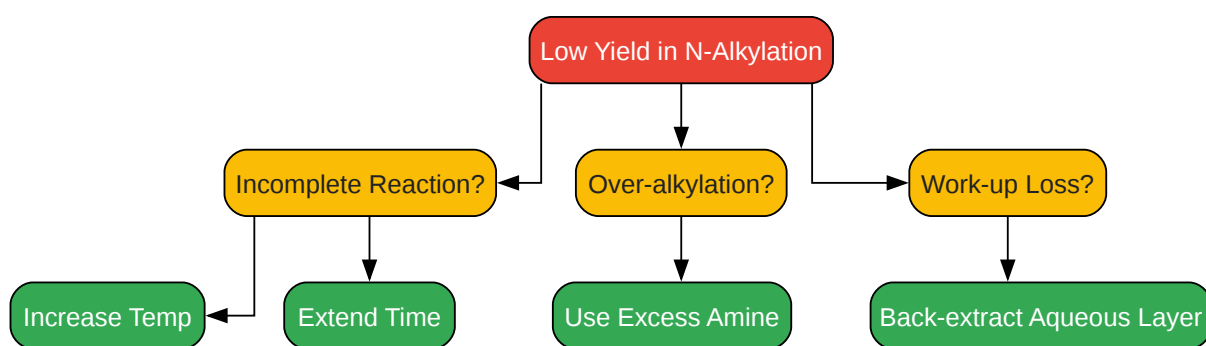 Low Yield in N-Alkylation
Incomplete Reaction?
Over-alkylation?
Work-up Loss?
Increase Temp
Extend Time
Use Excess Amine
Back-extract Aqueous Layer